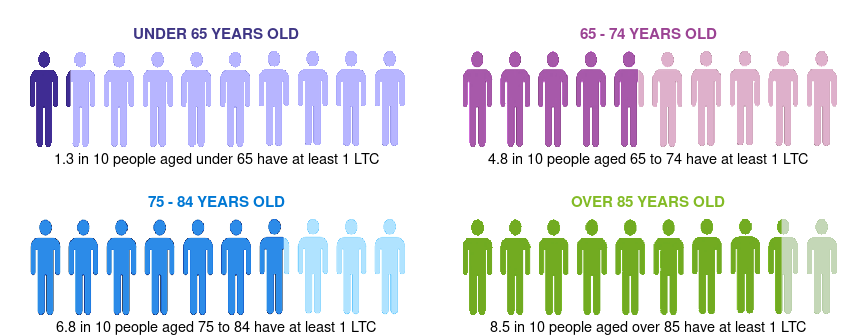 UNDER 65 YEARS OLD
1.3 in 10 people aged under 65 have at least 1 LTC
65 - 74 YEARS OLD
4.8 in 10 people aged 65 to 74 have at least 1 LTC
75 - 84 YEARS OLD
6.8 in 10 people aged 75 to 84 have at least 1 LTC
OVER 85 YEARS OLD
8.5 in 10 people aged over 85 have at least 1 LTC